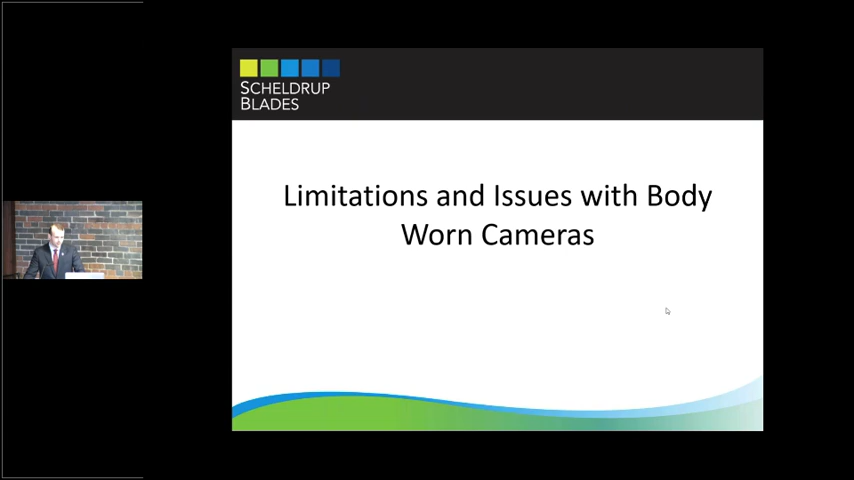 SCHELDRUP
BLADES
Limitations and Issues with Body
Worn Cameras